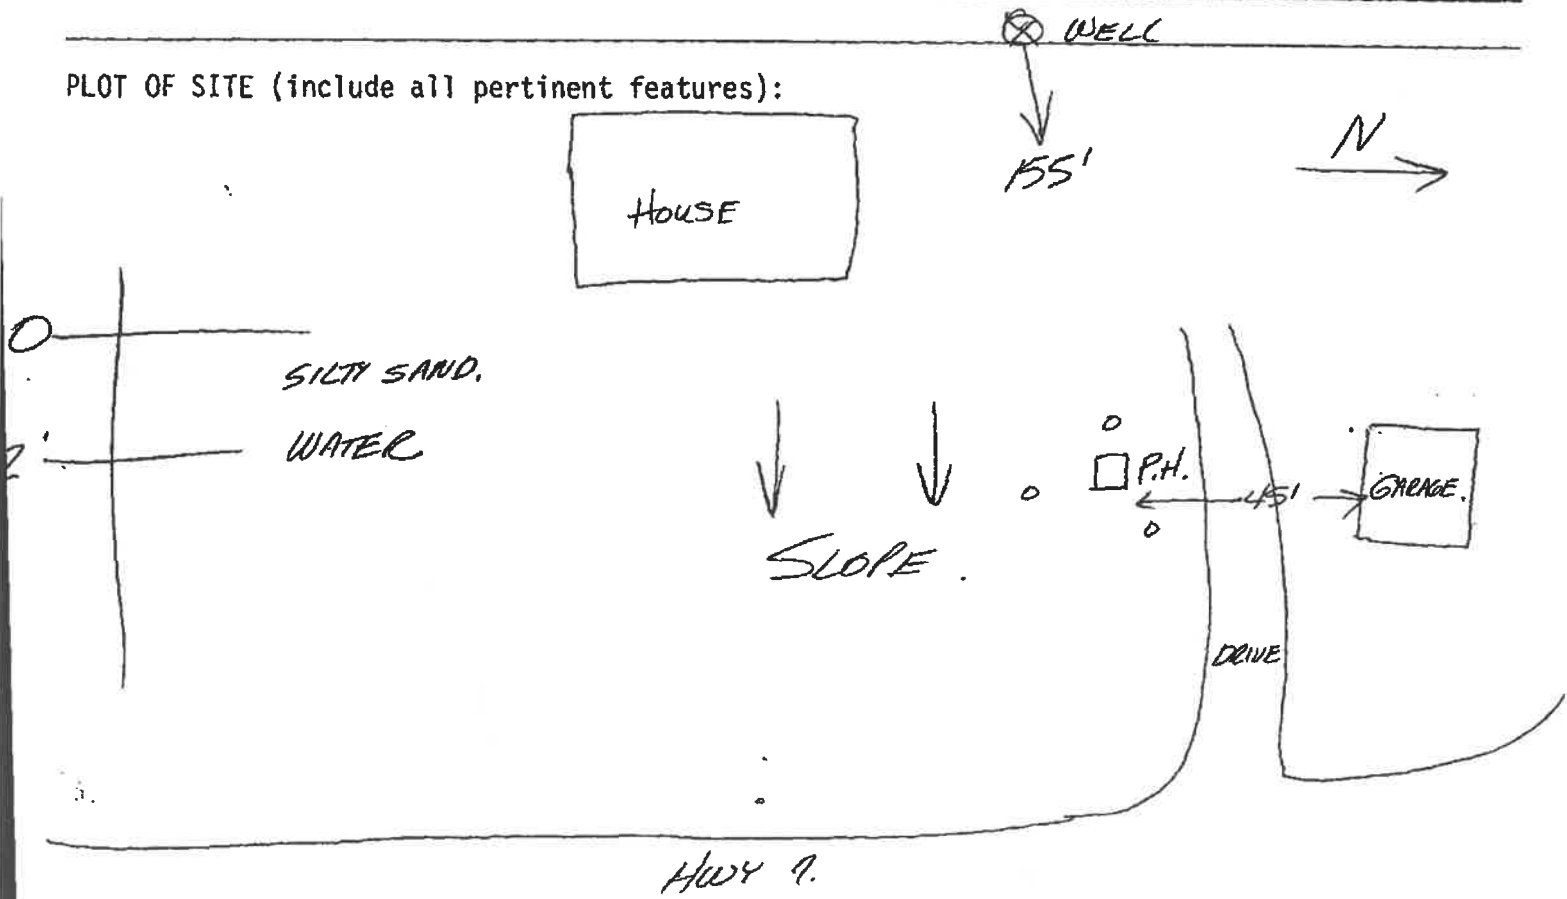 WELL
PLOT OF SITE (include all pertinent features):
155'
N
HOUSE
0
SILTY SAND.
2'
WATER
P.H.
45'
GARAGE.
SLOPE.
DRIVE
HWY 7.